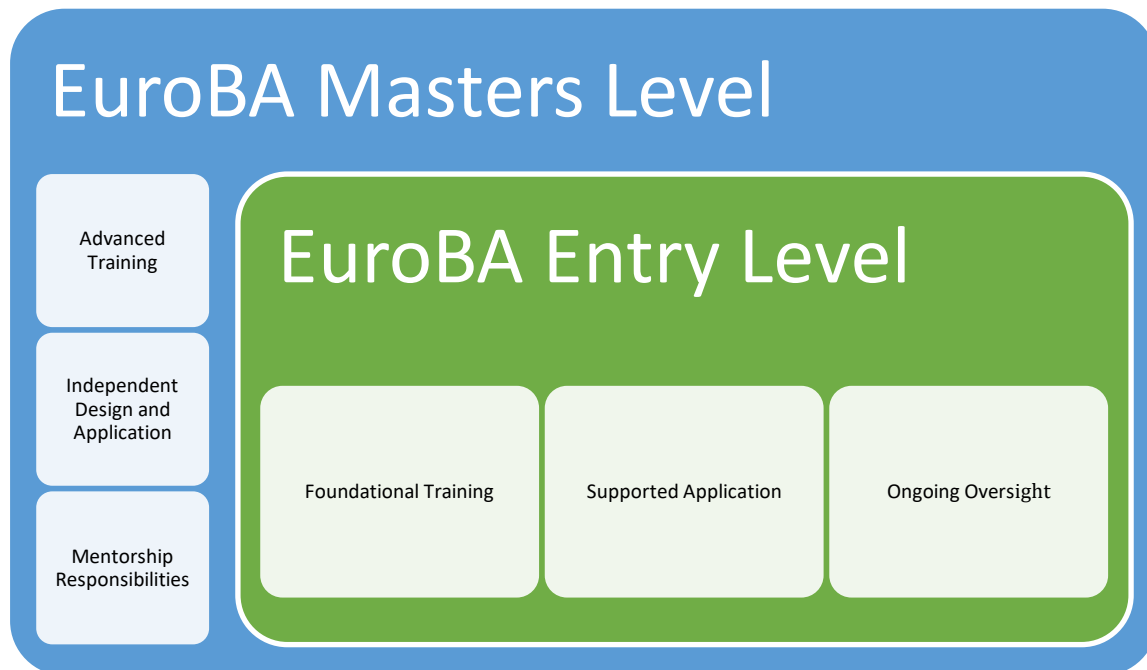 EuroBA Masters Level
Advanced
Training
Independent
Design and
Application
Mentorship
Responsibilities
EuroBA Entry Level
Foundational Training
Supported Application
Ongoing Oversight